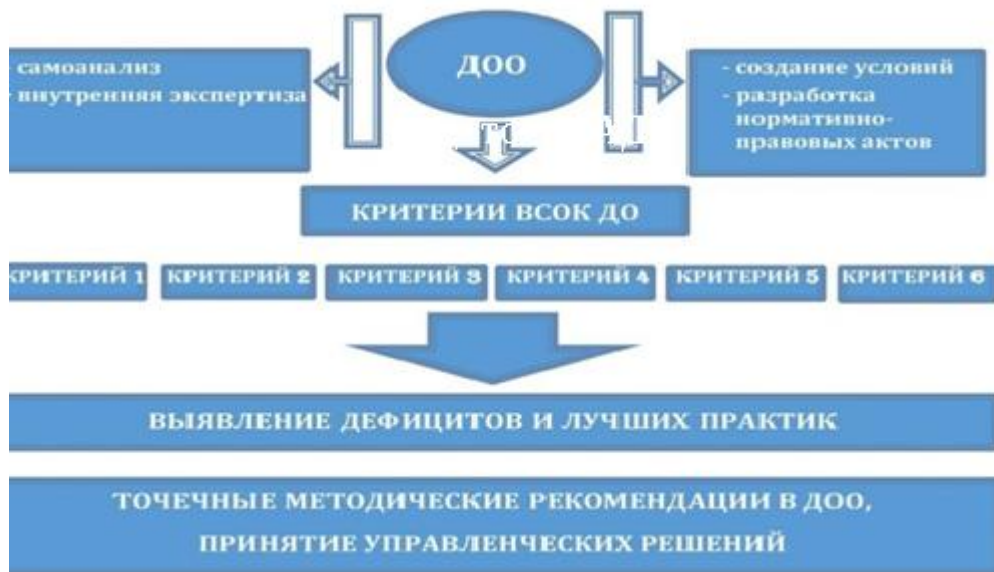 ДОО
- самоанализ
- внутренняя экспертиза
- создание условий
- разработка
нормативно-
правовых актов
КРИТЕРИИ ВСОК ДО
КРИТЕРИЙ 1 КРИТЕРИЙ 2 КРИТЕРИЙ 3 КРИТЕРИЙ 4 КРИТЕРИЙ 5 КРИТЕРИЙ 6
ВЫЯВЛЕНИЕ ДЕФИЦИТОВ И ЛУЧШИХ ПРАКТИК
ТОЧЕЧНЫЕ МЕТОДИЧЕСКИЕ РЕКОМЕНДАЦИИ В ДОО,
ПРИНЯТИЕ УПРАВЛЕНЧЕСКИХ РЕШЕНИЙ